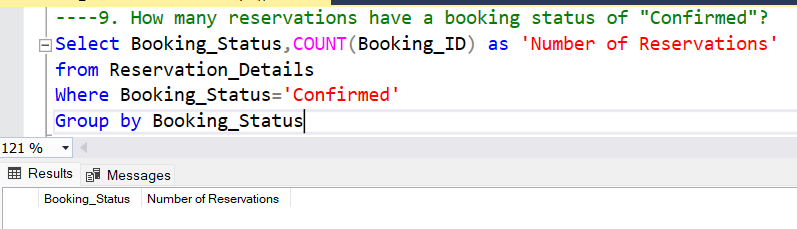 ----9. How many reservations have a booking status of "Confirmed"?
Select Booking_Status,COUNT(Booking_ID) as 'Number of Reservations'
from Reservation_Details
Where Booking_Status='Confirmed'
Group by Booking_Status
121 %
Results Messages
Booking_Status Number of Reservations